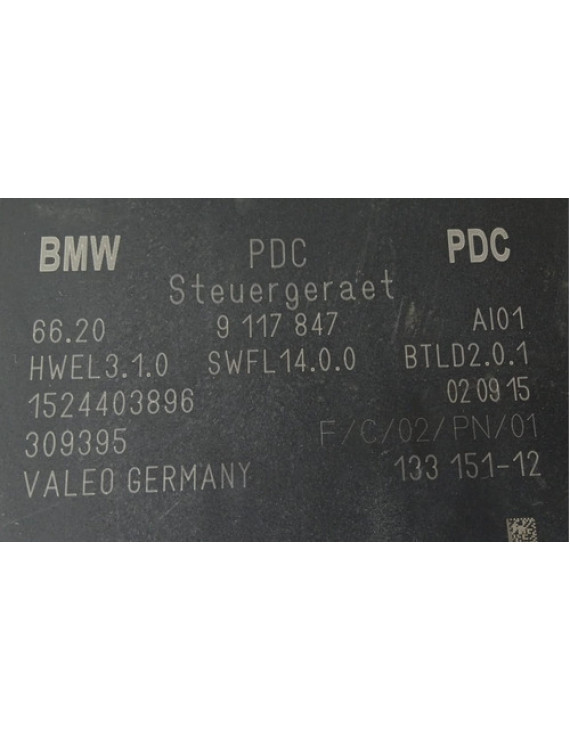 BMW PDC PDC
Steuergeraet
66.20 9 117 847 AI01
HWEL3.1.0 SWFL14.0.0 BTLD2.0.1
1524403896 02 09 15
309395 F/C/02/PN/01
VALEO GERMANY 133 151-12